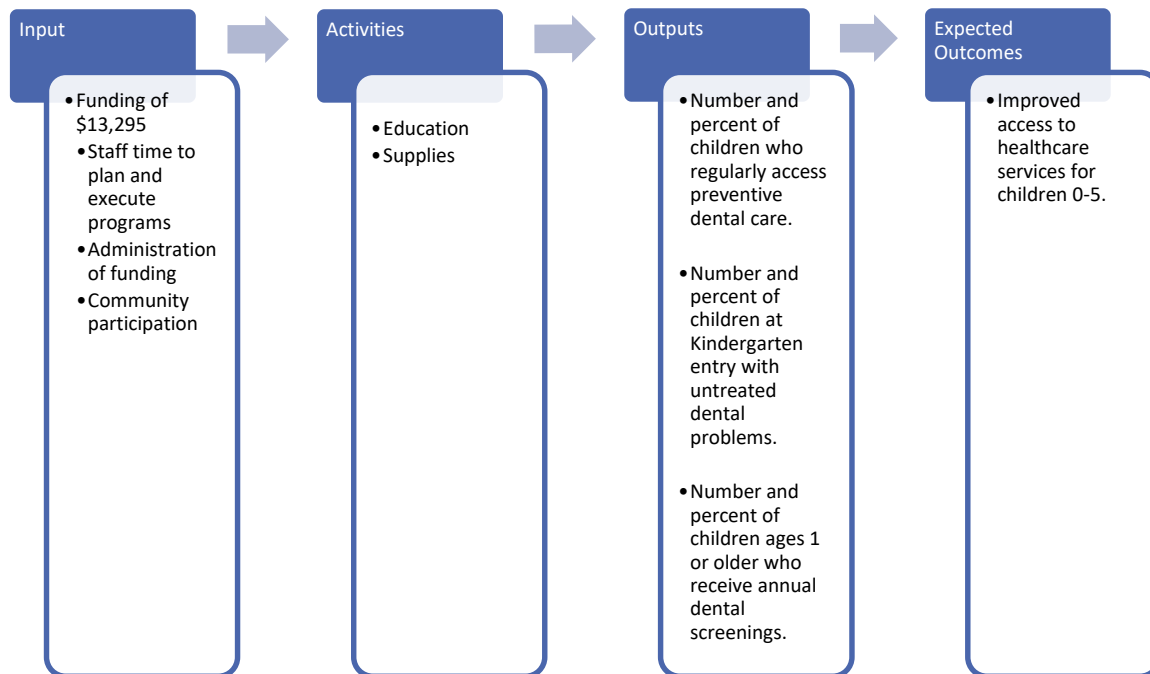 Input
• Funding of
$13,295
• Staff time to
plan and
execute
programs
• Administration
of funding
• Community
participation
Activities
• Education
• Supplies
Outputs
• Number and
percent of
children who
regularly access
preventive
dental care.
• Number and
percent of
children at
Kindergarten
entry with
untreated
dental
problems.
• Number and
percent of
children ages 1
or older who
receive annual
dental
screenings.
Expected
Outcomes
• Improved
access to
healthcare
services for
children 0-5.